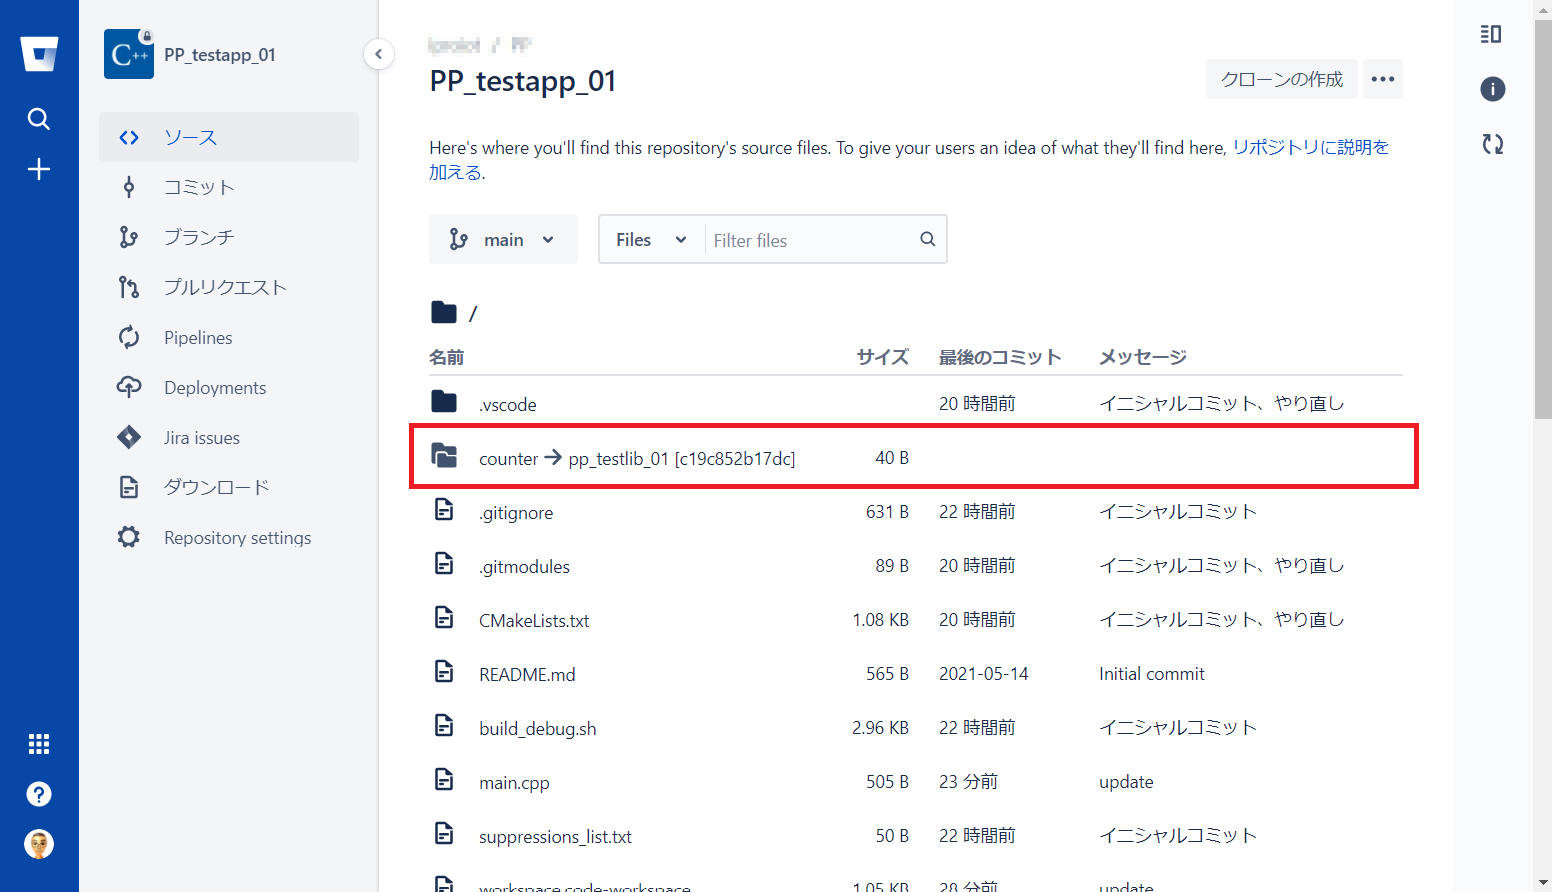 C++
PP_testapp_01
PP_testapp_01
クローンの作成
Here's where you'll find this repository's source files. To give your users an idea of what they'll find here, リポジトリに説明を
加える.
ソース
コミット
ブランチ
プルリクエスト
Pipelines
Deployments
Jira issues
ダウンロード
Repository settings
main
Files
Filter files
/
名前 サイズ 最後のコミット メッセージ
.vscode 20 時間前 イニシャルコミット、やり直し
counter → pp_testlib_01 [c19c852b17dc] 40 B
.gitignore 631 B 22 時間前 イニシャルコミット
.gitmodules 89 B 20 時間前 イニシャルコミット、やり直し
CMakeLists.txt 1.08 KB 20 時間前 イニシャルコミット、やり直し
README.md 565 B 2021-05-14 Initial commit
build_debug.sh 2.96 KB 22 時間前 イニシャルコミット
main.cpp 505 B 23 分前 update
suppressions_list.txt 50 B 22 時間前 イニシャルコミット
workspace.code-workspace 1.05 KB 28 分前 update